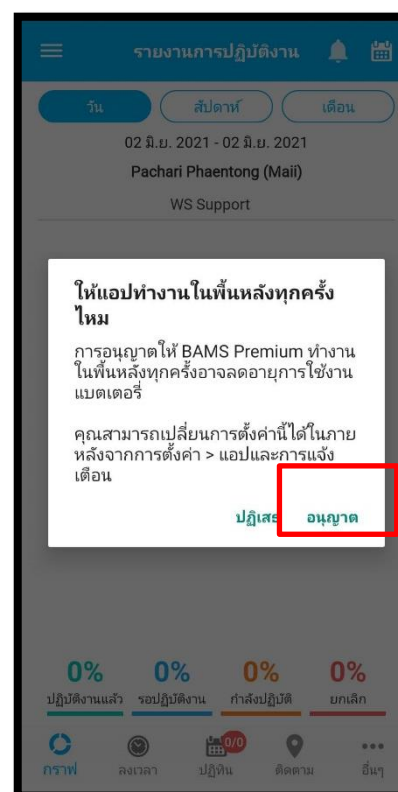 รายงานการปฏิบัติงาน
วัน สัปดาห์ เดือน
02 มิ.ย. 2021 - 02 มิ.ย. 2021
Pachari Phaentong (Maii)
WS Support
ให้แอปทำงานในพื้นหลังทุกครั้ง
ไหม
การอนุญาตให้ BAMS Premium ทำงาน
ในพื้นหลังทุกครั้งอาจลดอายุการใช้งาน
แบตเตอรี่
คุณสามารถเปลี่ยนการตั้งค่านี้ได้ในภาย
หลังจากการตั้งค่า > แอปและการแจ้ง
เตือน
ปฏิเสธ อนุญาต
0% 0% 0% 0%
ปฏิบัติงานแล้ว รอปฏิบัติงาน กำลังปฏิบัติ ยกเลิก
0/0
กราฟ ลงเวลา ปฏิทิน ติดตาม อื่นๆ